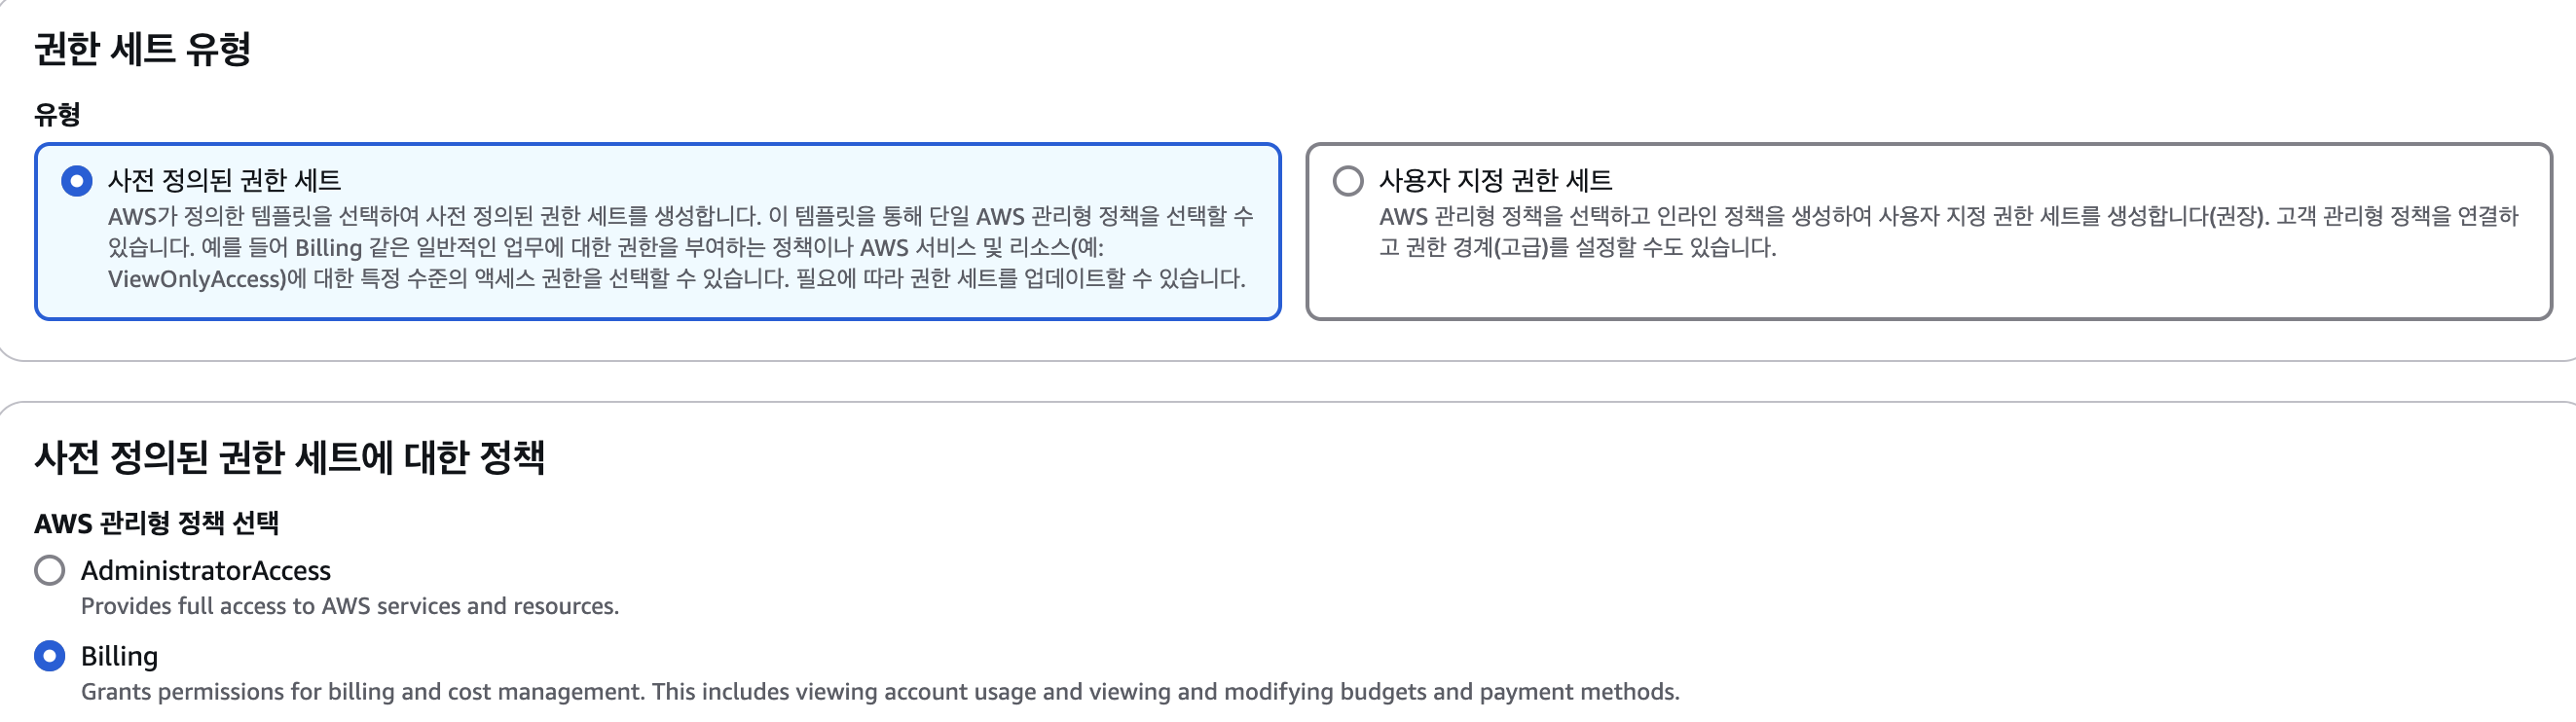 권한 세트 유형
유형
사전 정의된 권한 세트
AWS가 정의한 템플릿을 선택하여 사전 정의된 권한 세트를 생성합니다. 이 템플릿을 통해 단일 AWS 관리형 정책을 선택할 수
있습니다. 예를 들어 Billing 같은 일반적인 업무에 대한 권한을 부여하는 정책이나 AWS 서비스 및 리소스(예:
ViewOnlyAccess)에 대한 특정 수준의 액세스 권한을 선택할 수 있습니다. 필요에 따라 권한 세트를 업데이트할 수 있습니다.
사용자 지정 권한 세트
AWS 관리형 정책을 선택하고 인라인 정책을 생성하여 사용자 지정 권한 세트를 생성합니다(권장). 고객 관리형 정책을 연결하
고 권한 경계(고급)를 설정할 수도 있습니다.
사전 정의된 권한 세트에 대한 정책
AWS 관리형 정책 선택
AdministratorAccess
Provides full access to AWS services and resources.
Billing
Grants permissions for billing and cost management. This includes viewing account usage and viewing and modifying budgets and payment methods.